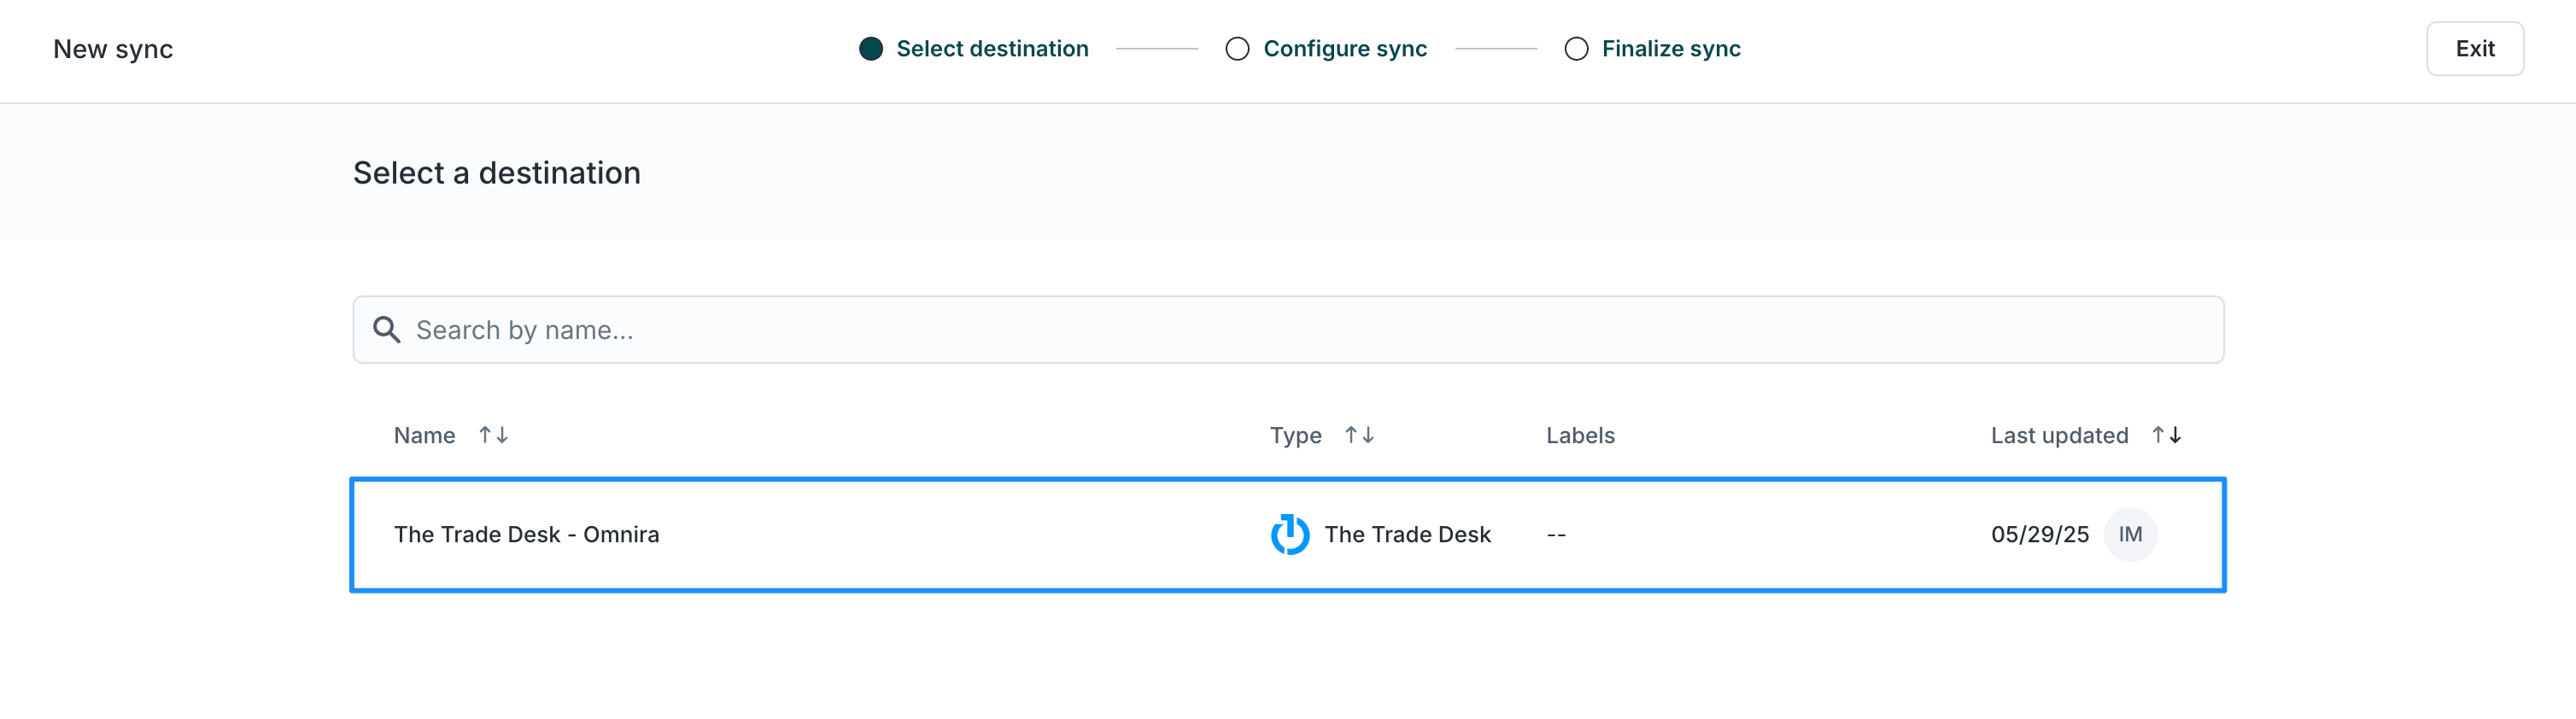 New sync
Select destination
Configure sync
Finalize sync
Exit
Select a destination
Search by name...
Name Type Labels Last updated
The Trade Desk - Omnira The Trade Desk -- 05/29/25 IM